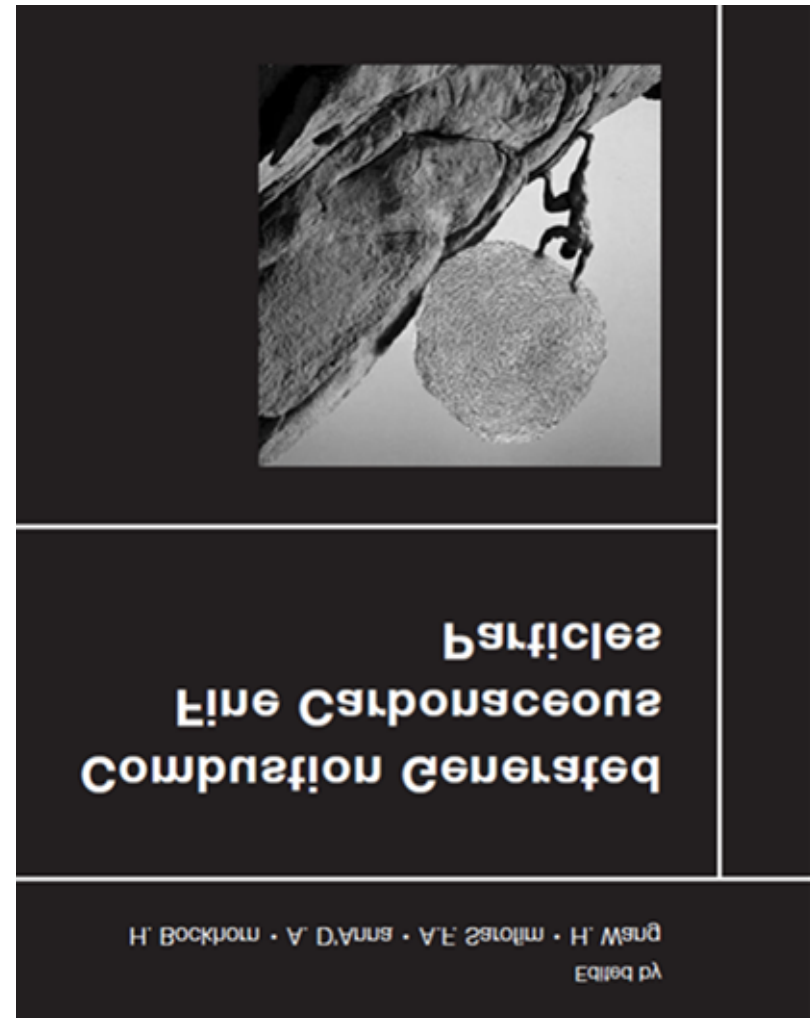 Edited by
H. Bockhorn • A. D'Anna • A.F. Sarofim • H. Wang
Combustion Generated
Fine Carbonaceous
Particles